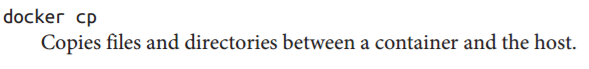 docker cp
Copies files and directories between a container and the host.